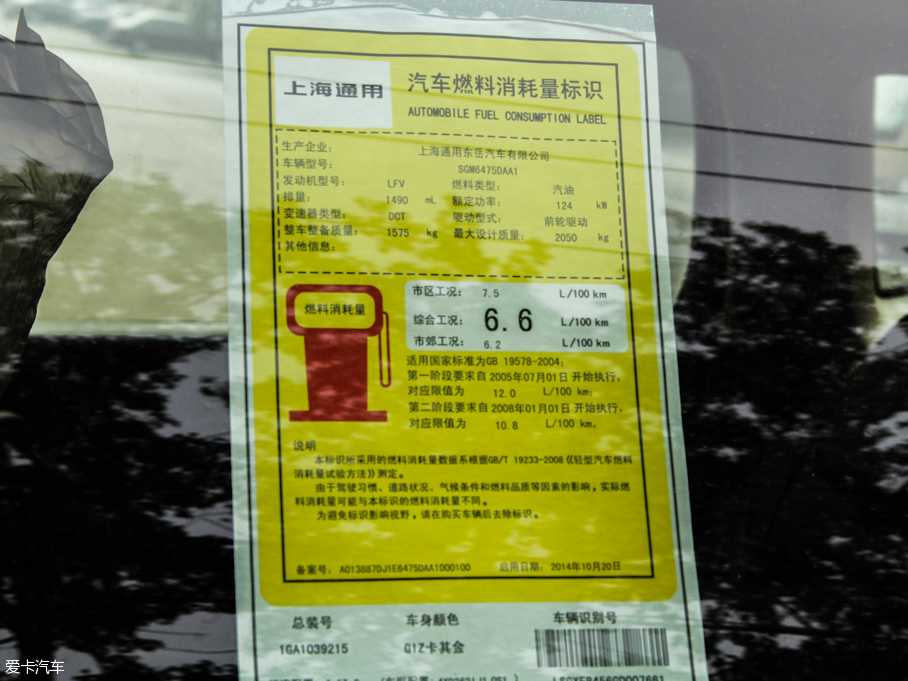 上海通用
汽车燃料消耗量标识
AUTOMOBILE FUEL CONSUMPTION LABEL
生产企业: 上海通用东岳汽车有限公司
车辆型号: SGM6475DAA1
发动机型号: LFV 燃料类型: 汽油
排量: 1490 mL 额定功率: 124 kW
变速器类型: DCT 驱动型式: 前轮驱动
整车整备质量: 1575 kg 最大设计质量: 2050 kg
其他信息:
燃料消耗量
市区工况: 7.5 L/100 km
综合工况: 6.6 L/100 km
市郊工况: 6.2 L/100 km
适用国家标准为GB 19578-2004;
第一阶段要求自 2005年07月01日 开始执行,
对应限值为 12.0 L/100 km;
第二阶段要求自 2008年01月01日 开始执行,
对应限值为 10.8 L/100 km。
说明
本标识所采用的燃料消耗量数据系根据GB/T 19233-2008《轻型汽车燃料
消耗量试验方法》测定。
由于驾驶习惯、道路状况、气候条件和燃料品质等因素的影响,实际燃
料消耗量可能与本标识的燃料消耗量不同。
为避免标识影响视野,请在购买车辆后去除标识。
备案号: A013887DJ1E6475DAA1000100 启用日期: 2014年10月20日
总装号 车身颜色 车辆识别号
1GA1039215 G1Z卡其金
爱卡汽车